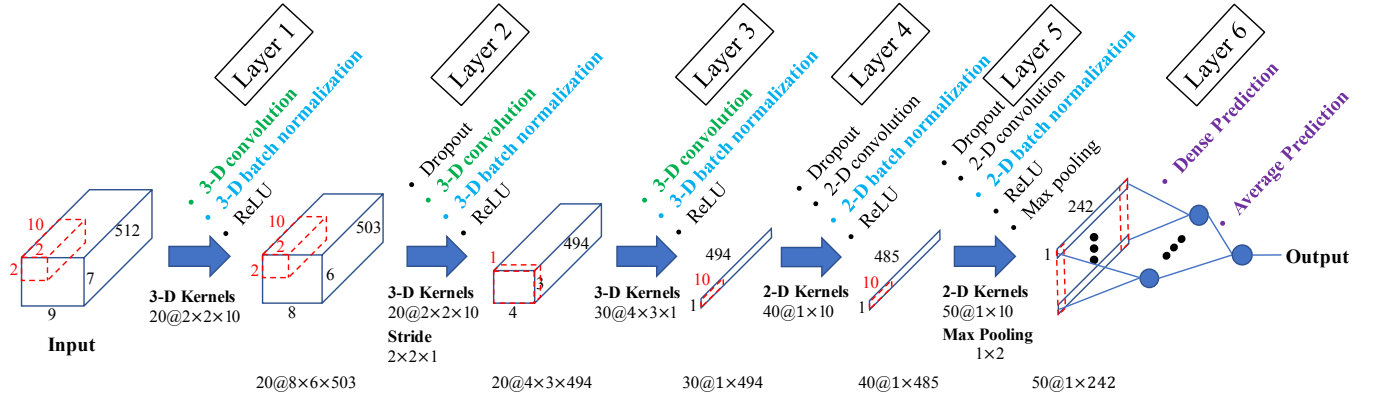 Layer 1
Layer 2
Layer 3
Layer 4
Layer 5
Layer 6
• 3-D convolution
• 3-D batch normalization
• ReLU
• Dropout
• 3-D convolution
• 3-D batch normalization
• ReLU
• 3-D convolution
• 3-D batch normalization
• ReLU
• Dropout
• 2-D convolution
• 2-D batch normalization
• ReLU
• Dropout
• 2-D convolution
• 2-D batch normalization
• ReLU
• Max pooling
• Dense Prediction
• Average Prediction
10
2
2
512
7
9
Input
3-D Kernels
20@2×2×10
10
2
2
503
6
8
20@8×6×503
3-D Kernels
20@2×2×10
Stride
2×2×1
1
494
3
4
20@4×3×494
3-D Kernels
30@4×3×1
494
10
1
30@1×494
2-D Kernels
40@1×10
485
10
1
40@1×485
2-D Kernels
50@1×10
Max Pooling
1×2
242
1
50@1×242
Output